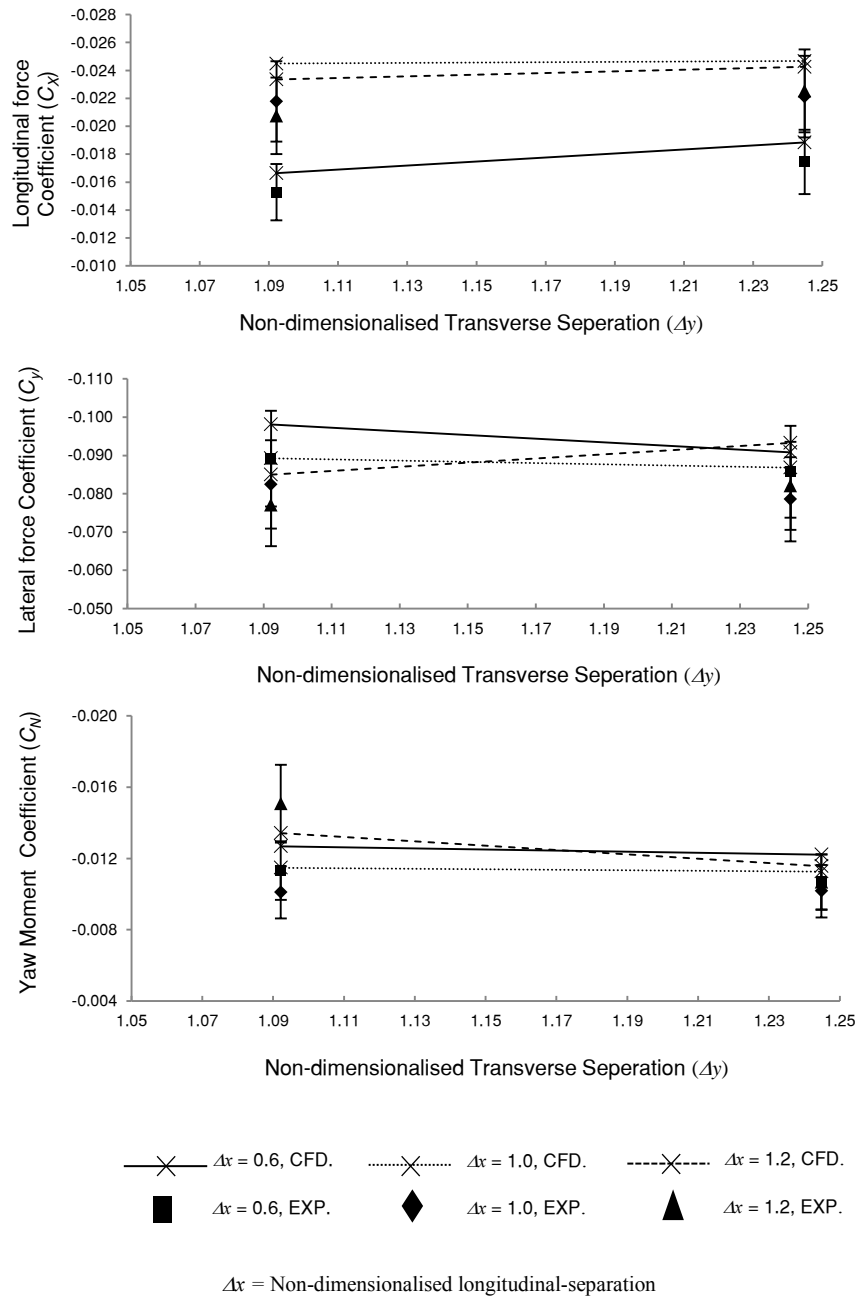 -0.028
-0.026
-0.024
-0.022
-0.020
-0.018
-0.016
-0.014
-0.012
-0.010
Longitudinal force
Coefficient (CX)
1.05 1.07 1.09 1.11 1.13 1.15 1.17 1.19 1.21 1.23 1.25
Non-dimensionalised Transverse Seperation (Δy)
-0.110
-0.100
-0.090
-0.080
-0.070
-0.060
-0.050
Lateral force Coefficient (Cy)
1.05 1.07 1.09 1.11 1.13 1.15 1.17 1.19 1.21 1.23 1.25
Non-dimensionalised Transverse Seperation (Δy)
-0.020
-0.016
-0.012
-0.008
-0.004
Yaw Moment Coefficient (CN)
1.05 1.07 1.09 1.11 1.13 1.15 1.17 1.19 1.21 1.23 1.25
Non-dimensionalised Transverse Seperation (Δy)
Δx = 0.6, CFD. Δx = 1.0, CFD. Δx = 1.2, CFD.
Δx = 0.6, EXP. Δx = 1.0, EXP. Δx = 1.2, EXP.
Δx = Non-dimensionalised longitudinal-separation